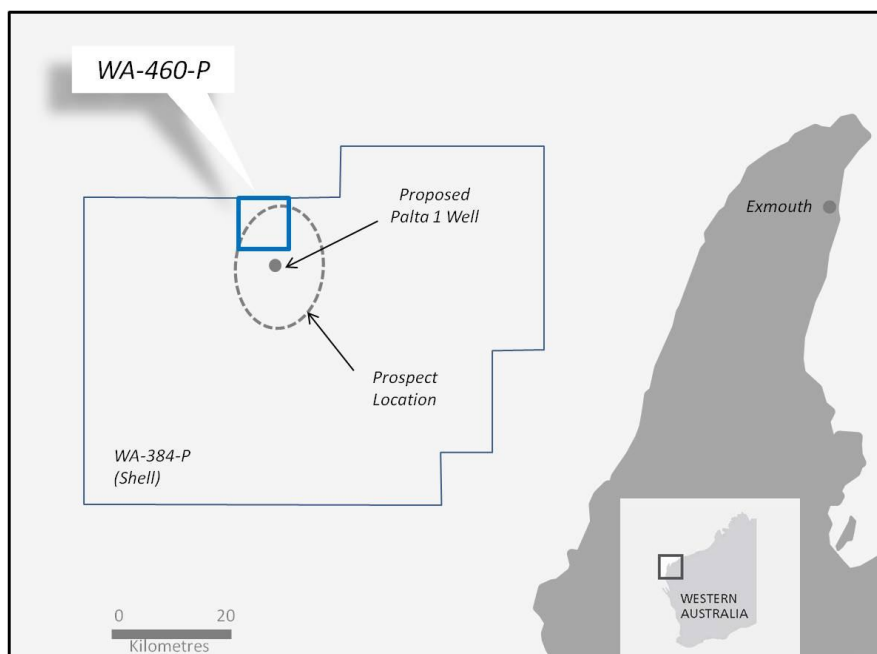 WA-460-P
Proposed
Palta 1 Well
Exmouth
Prospect
Location
WA-384-P
(Shell)
0 20
Kilometres
WESTERN
AUSTRALIA